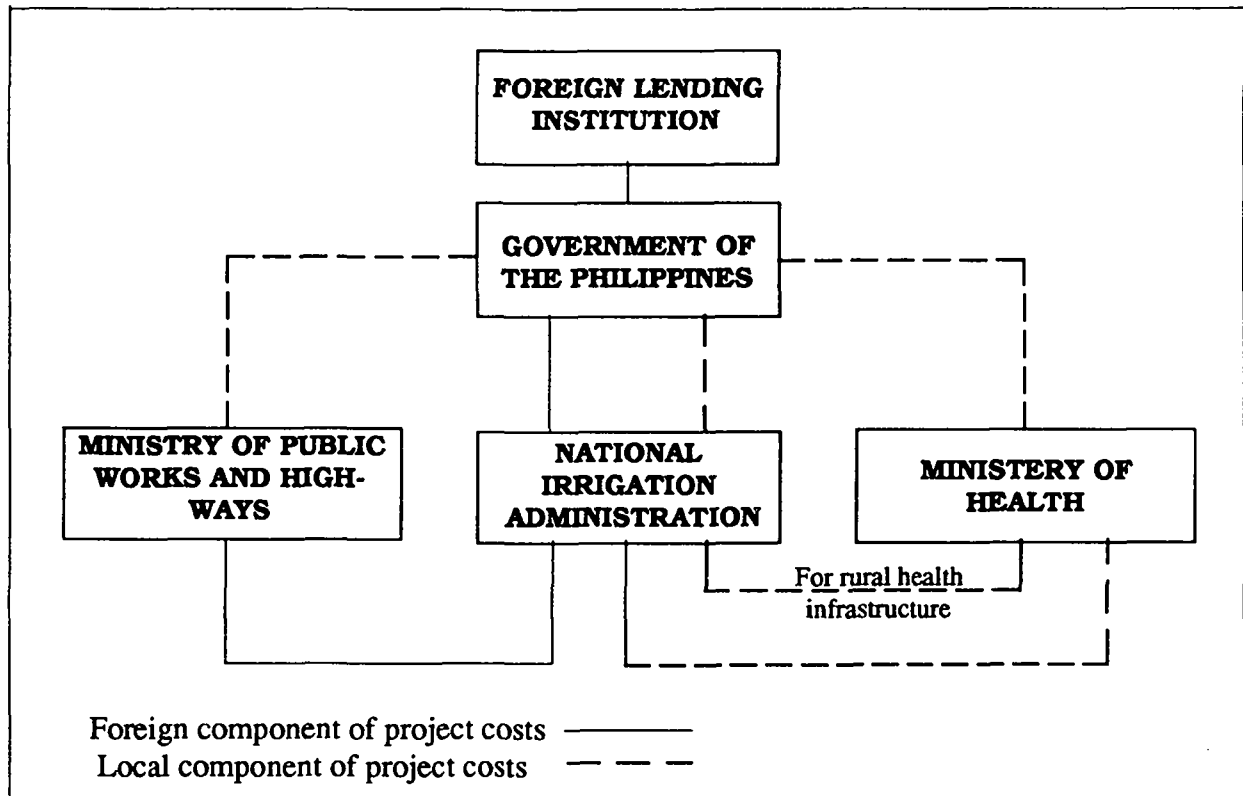 FOREIGN LENDING
INSTITUTION
GOVERNMENT OF
THE PHILIPPINES
MINISTRY OF PUBLIC
WORKS AND HIGH-
WAYS
NATIONAL
IRRIGATION
ADMINISTRATION
MINISTERY OF
HEALTH
For rural health
infrastructure
Foreign component of project costs
Local component of project costs